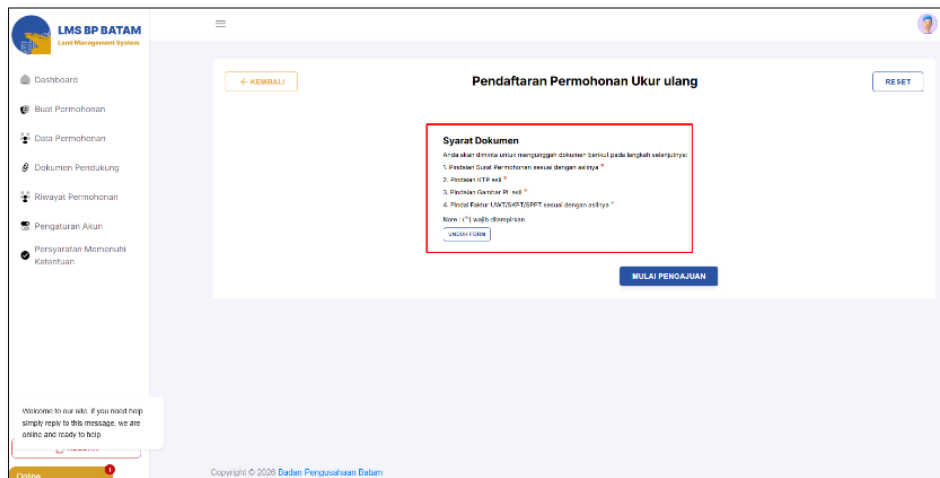 LMS BP BATAM
Land Management System
Dashboard
Buat Permohonan
Data Permohonan
Dokumen Pendukung
Riwayat Permohonan
Pengaturan Akun
Persyaratan Memenuhi
Ketentuan
← KEMBALI
Pendaftaran Permohonan Ukur ulang
RESET
Syarat Dokumen
Anda akan diminta untuk mengunggah dokumen berikut pada langkah selanjutnya:
1. Pindaian Surat Permohonan sesuai dengan aslinya *
2. Pindaian KTP asli *
3. Pindaian Gambar PL asli *
4. Pindai Faktur UWT/SKPT/SPPT sesuai dengan aslinya *
Note : (*) wajib dilampirkan
UNDUH FORM
MULAI PENGAJUAN
Welcome to our site, if you need help
simply reply to this message, we are
online and ready to help.
Online
1
Copyright © 2026 Badan Pengusahaan Batam